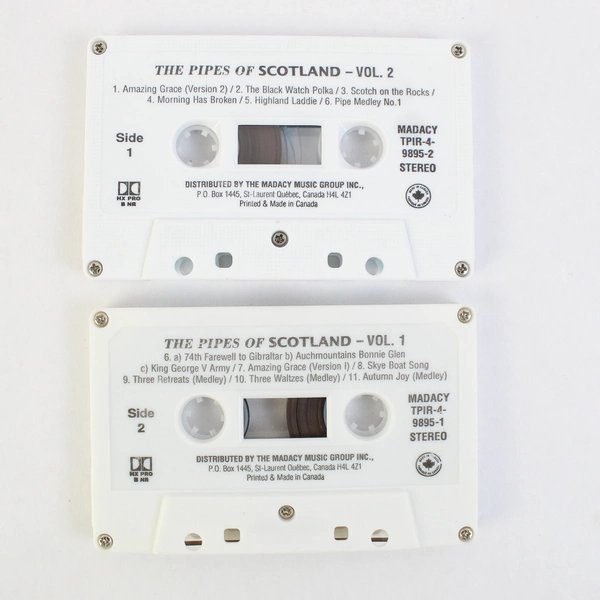 THE PIPES OF SCOTLAND – VOL. 2
1. Amazing Grace (Version 2) / 2. The Black Watch Polka / 3. Scotch on the Rocks /
4. Morning Has Broken / 5. Highland Laddie / 6. Pipe Medley No.1
Side
1
MADACY
TPIR-4-
9895-2
STEREO
HX PRO
B NR
DISTRIBUTED BY THE MADACY MUSIC GROUP INC.,
P.O. Box 1445, St-Laurent Québec, Canada H4L 4Z1
Printed & Made in Canada
THE PIPES OF SCOTLAND – VOL. 1
6. a) 74th Farewell to Gibraltar b) Auchmountains Bonnie Glen
c) King George V Army / 7. Amazing Grace (Version I) / 8. Skye Boat Song
9. Three Retreats (Medley) / 10. Three Waltzes (Medley) / 11. Autumn Joy (Medley)
Side
2
MADACY
TPIR-4-
9895-1
STEREO
HX PRO
B NR
DISTRIBUTED BY THE MADACY MUSIC GROUP INC.,
P.O. Box 1445, St-Laurent Québec, Canada H4L 4Z1
Printed & Made in Canada